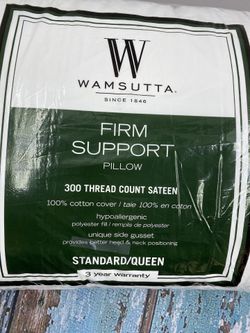 W
WAMSUTTA®
SINCE 1846
FIRM
SUPPORT
PILLOW
300 THREAD COUNT SATEEN
100% cotton cover / taie 100% en coton
hypoallergenic
polyester fill / remplis de polyester
unique side gusset
provides better head & neck positioning
STANDARD/QUEEN
3 year warranty